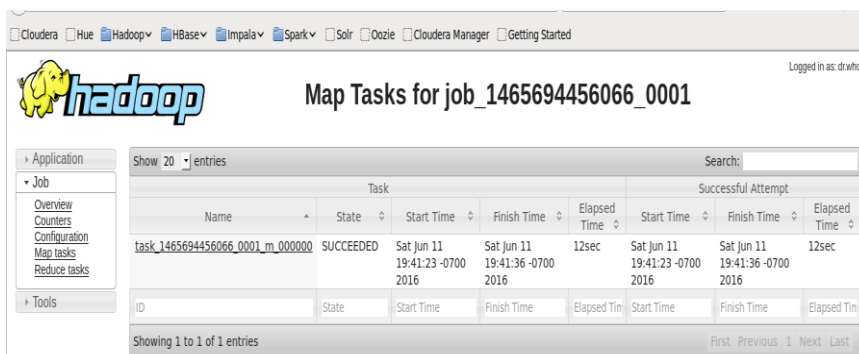 Cloudera Hue Hadoop HBase Impala Spark Solr Oozie Cloudera Manager Getting Started
Logged in as: dr.who
hadoop
Map Tasks for job_1465694456066_0001
Application
Job
Overview
Counters
Configuration
Map tasks
Reduce tasks
Tools
Show 20 entries
Search:
Task Successful Attempt
Name State Start Time Finish Time Elapsed Time Start Time Finish Time Elapsed Time
task_1465694456066_0001_m_000000 SUCCEEDED Sat Jun 11 19:41:23 -0700 2016 Sat Jun 11 19:41:36 -0700 2016 12sec Sat Jun 11 19:41:23 -0700 2016 Sat Jun 11 19:41:36 -0700 2016 12sec
ID State Start Time Finish Time Elapsed Tim Start Time Finish Time Elapsed Tim
Showing 1 to 1 of 1 entries
First Previous 1 Next Last